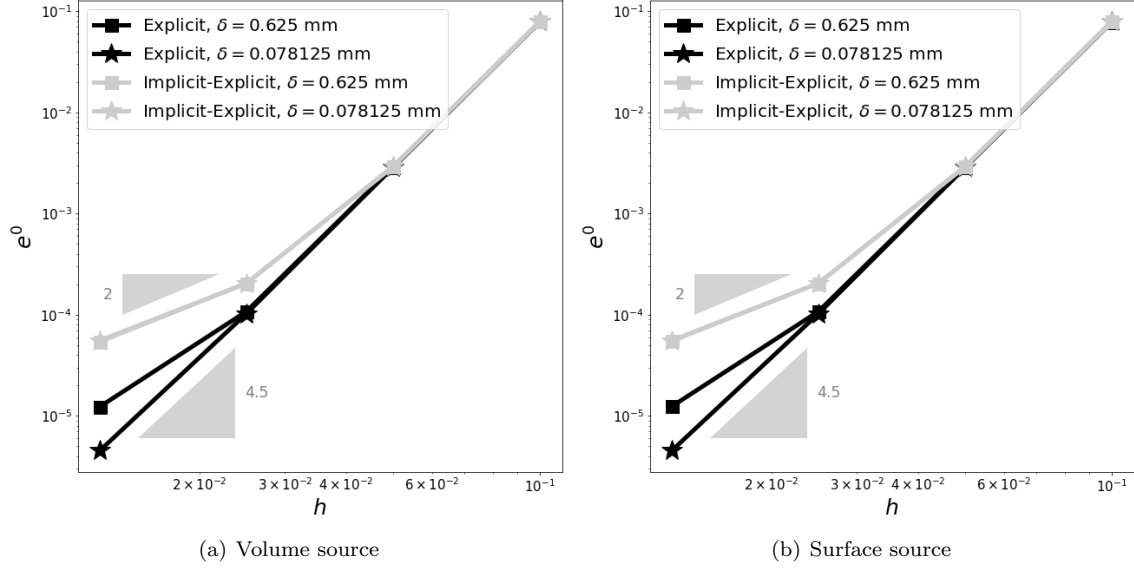 Explicit, δ = 0.625 mm
Explicit, δ = 0.078125 mm
Implicit-Explicit, δ = 0.625 mm
Implicit-Explicit, δ = 0.078125 mm
10⁻¹
10⁻²
10⁻³
10⁻⁴
10⁻⁵
e⁰
2
4.5
2 × 10⁻²
3 × 10⁻²
4 × 10⁻²
6 × 10⁻²
10⁻¹
h
(a) Volume source
Explicit, δ = 0.625 mm
Explicit, δ = 0.078125 mm
Implicit-Explicit, δ = 0.625 mm
Implicit-Explicit, δ = 0.078125 mm
10⁻¹
10⁻²
10⁻³
10⁻⁴
10⁻⁵
e⁰
2
4.5
2 × 10⁻²
3 × 10⁻²
4 × 10⁻²
6 × 10⁻²
10⁻¹
h
(b) Surface source